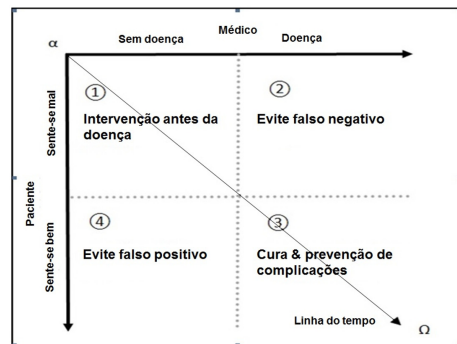 Médico
α
Sem doença
Doença
Paciente
Sente-se mal
Sente-se bem
①
Intervenção antes da
doença
②
Evite falso negativo
④
Evite falso positivo
③
Cura & prevenção de
complicações
Linha do tempo
Ω